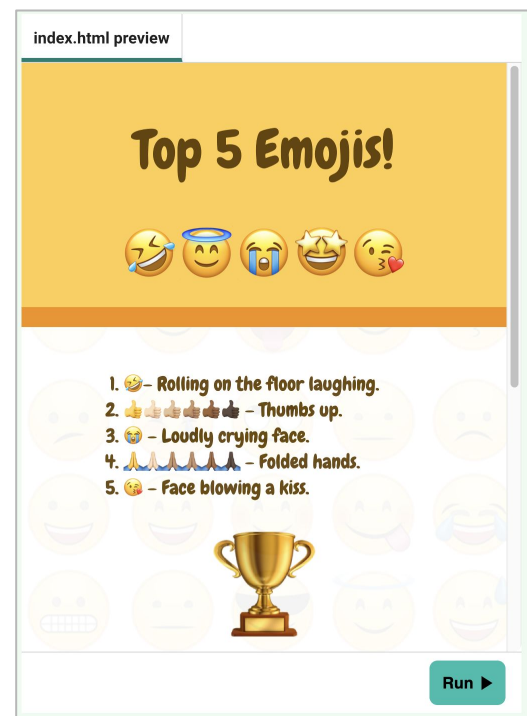 index.html preview
Top 5 Emojis!
🤣😇😭🤩😘
1. 🤣– Rolling on the floor laughing.
2. 👍👍🏻👍🏼👍🏽👍🏾👍🏿 – Thumbs up.
3. 😭 – Loudly crying face.
4. 🙏🙏🏻🙏🏼🙏🏽🙏🏾🙏🏿 – Folded hands.
5. 😘 – Face blowing a kiss.
Run